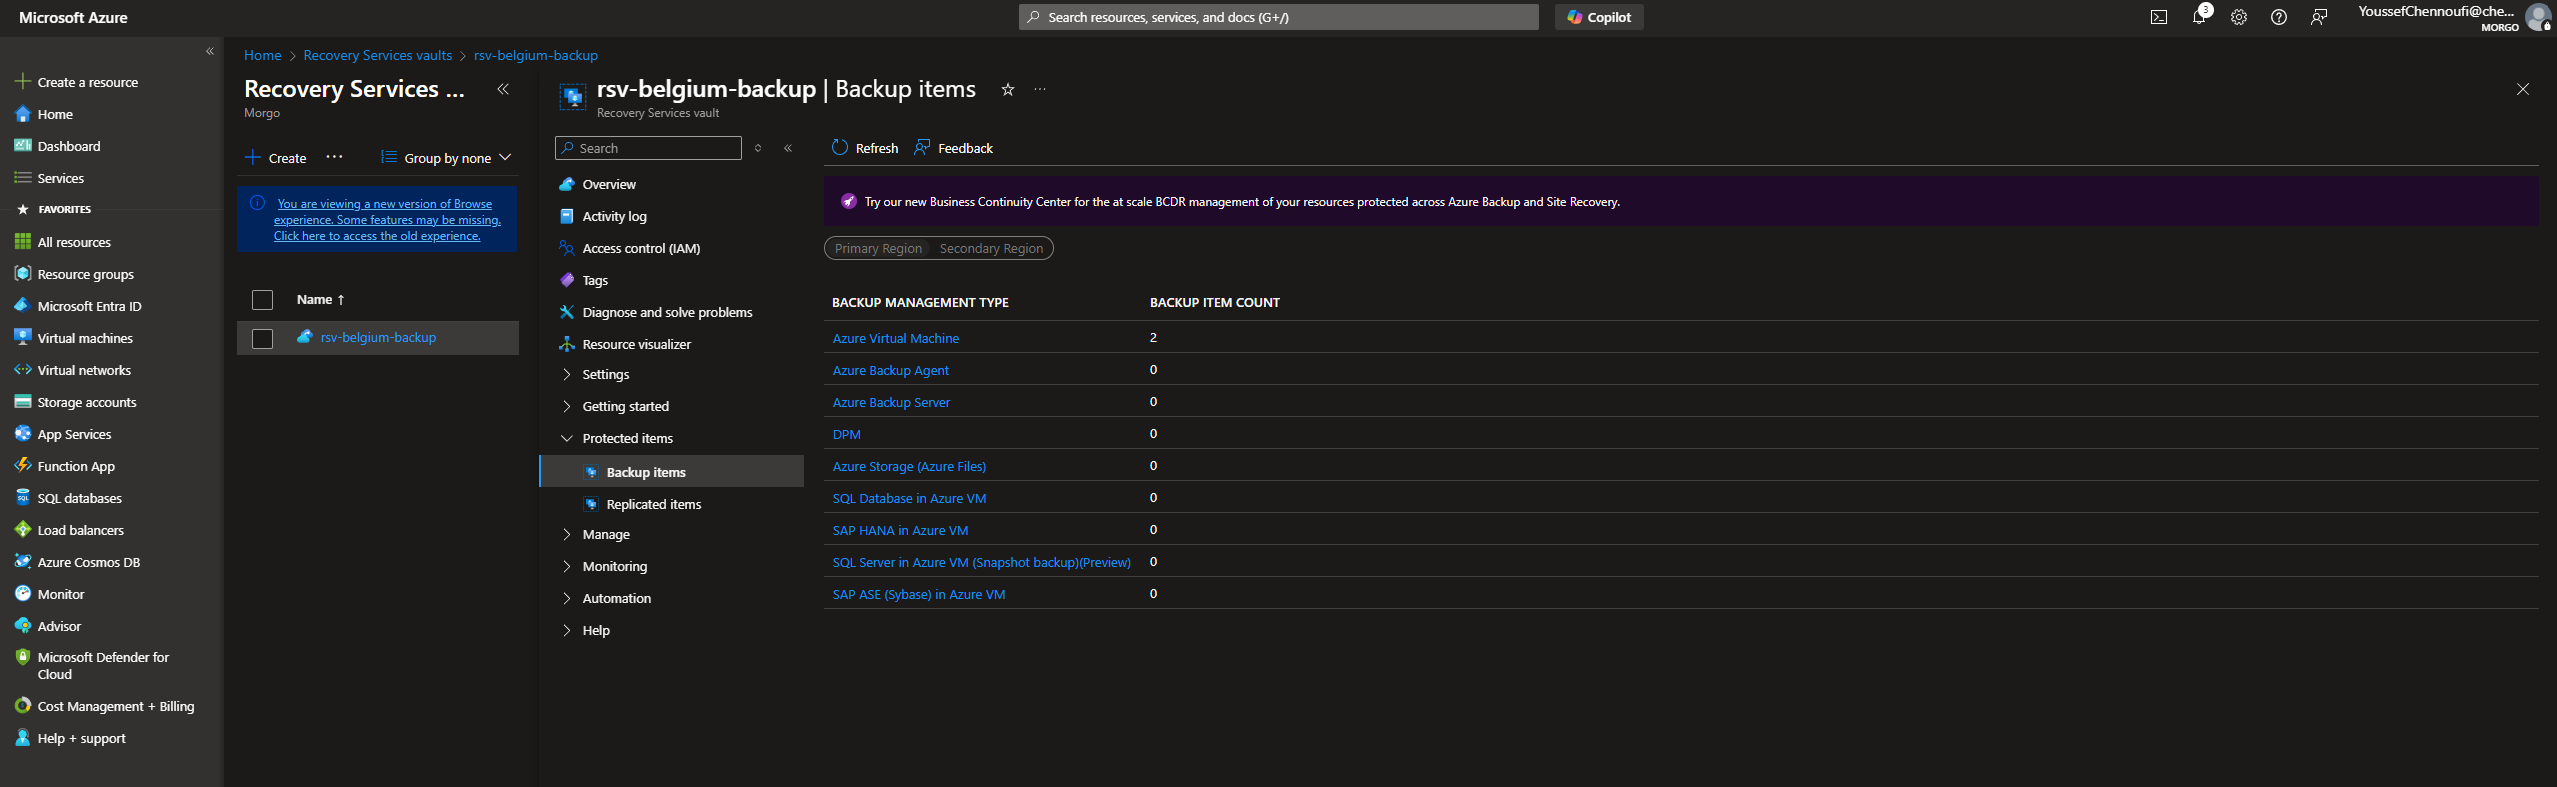 Microsoft Azure
Search resources, services, and docs (G+/)
Copilot
3
YoussefChennoufi@che...
MORGO
Create a resource
Home
Dashboard
Services
FAVORITES
All resources
Resource groups
Microsoft Entra ID
Virtual machines
Virtual networks
Storage accounts
App Services
Function App
SQL databases
Load balancers
Azure Cosmos DB
Monitor
Advisor
Microsoft Defender for
Cloud
Cost Management + Billing
Help + support
Home > Recovery Services vaults > rsv-belgium-backup
Recovery Services ...
Morgo
Create
Group by none
You are viewing a new version of Browse
experience. Some features may be missing.
Click here to access the old experience.
Name ↑
rsv-belgium-backup
rsv-belgium-backup | Backup items
Recovery Services vault
Search
Overview
Activity log
Access control (IAM)
Tags
Diagnose and solve problems
Resource visualizer
Settings
Getting started
Protected items
Backup items
Replicated items
Manage
Monitoring
Automation
Help
Refresh
Feedback
Try our new Business Continuity Center for the at scale BCDR management of your resources protected across Azure Backup and Site Recovery.
Primary Region Secondary Region
BACKUP MANAGEMENT TYPE BACKUP ITEM COUNT
Azure Virtual Machine 2
Azure Backup Agent 0
Azure Backup Server 0
DPM 0
Azure Storage (Azure Files) 0
SQL Database in Azure VM 0
SAP HANA in Azure VM 0
SQL Server in Azure VM (Snapshot backup)(Preview) 0
SAP ASE (Sybase) in Azure VM 0